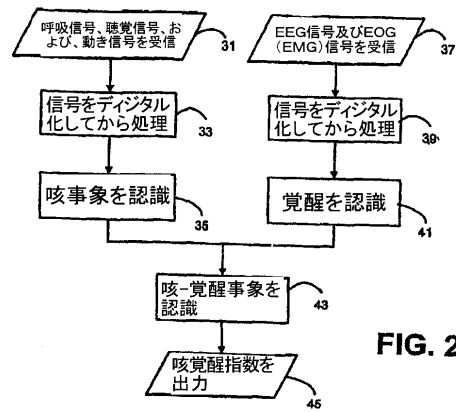 呼吸信号、聴覚信号、お
よび、動き信号を受信
31
EEG信号及びEOG
(EMG)信号を受信
37
信号をディジタル
化してから処理
33
信号をディジタル
化してから処理
39
咳事象を認識
35
覚醒を認識
41
咳-覚醒事象を
認識
43
咳覚醒指数を
出力
45
FIG. 2